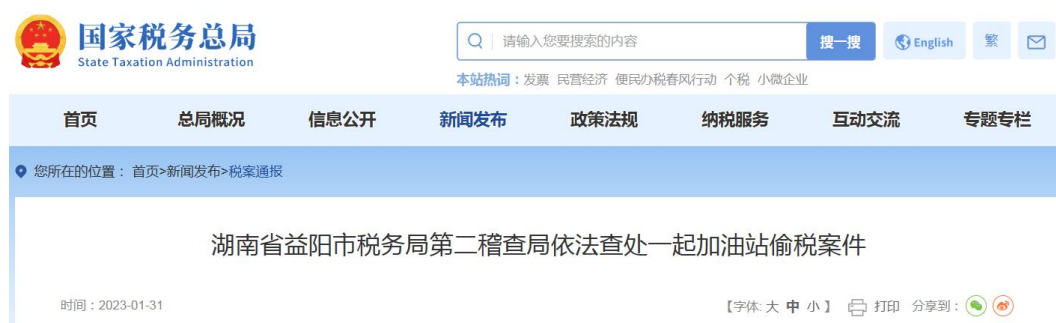 国家税务总局
State Taxation Administration
请输入您要搜索的内容
搜一搜
English
繁
本站热词：发票 民营经济 便民办税春风行动 个税 小微企业
首页 总局概况 信息公开 新闻发布 政策法规 纳税服务 互动交流 专题专栏
您所在的位置： 首页>新闻发布>税案通报
湖南省益阳市税务局第二稽查局依法查处一起加油站偷税案件
时间：2023-01-31
【字体:大 中 小】 打印 分享到：